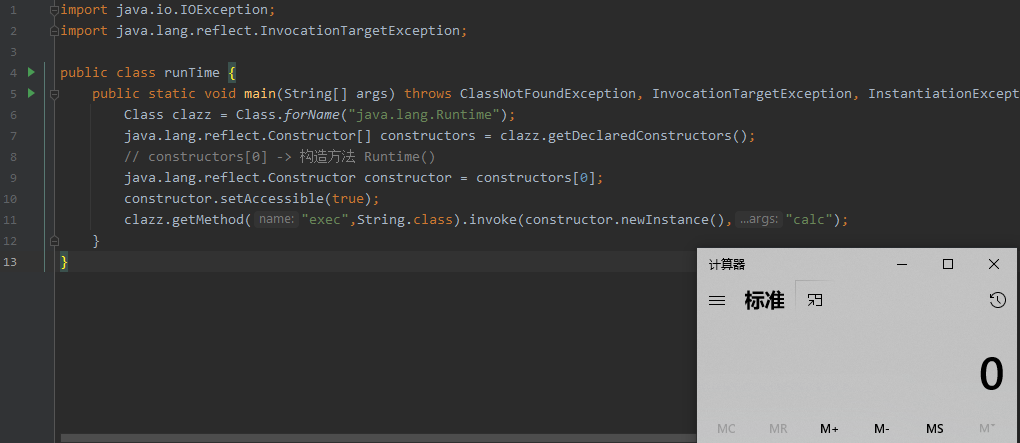 1 import java.io.IOException;
2 import java.lang.reflect.InvocationTargetException;
3
4 public class runTime {
5 public static void main(String[] args) throws ClassNotFoundException, InvocationTargetException, InstantiationExcept
6 Class clazz = Class.forName("java.lang.Runtime");
7 java.lang.reflect.Constructor[] constructors = clazz.getDeclaredConstructors();
8 // constructors[0] -> 构造方法 Runtime()
9 java.lang.reflect.Constructor constructor = constructors[0];
10 constructor.setAccessible(true);
11 clazz.getMethod( name: "exec",String.class).invoke(constructor.newInstance(), ...args: "calc");
12 }
13 }
计算器
标准
0
MC MR M+ M- MS M˅